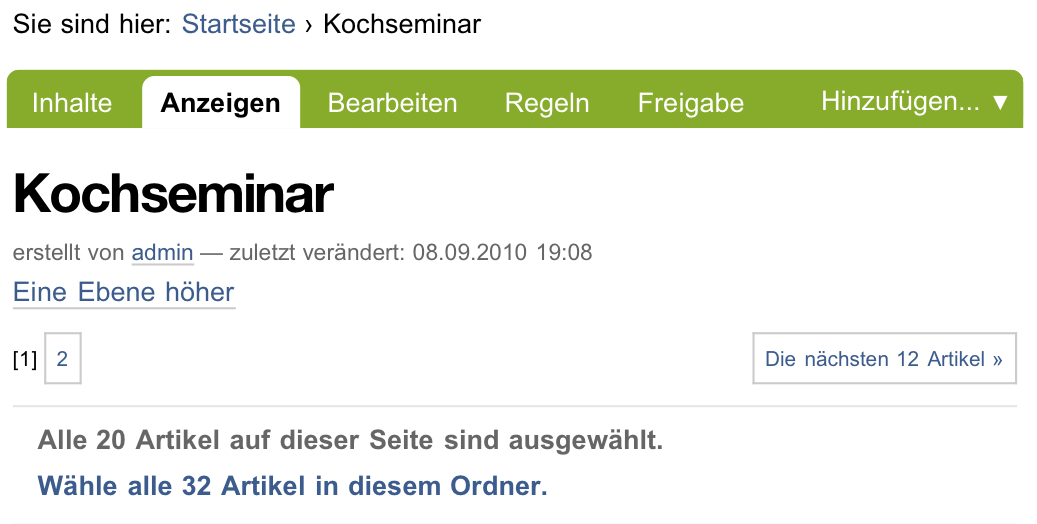 Sie sind hier: Startseite › Kochseminar
Inhalte Anzeigen Bearbeiten Regeln Freigabe Hinzufügen... ▼
Kochseminar
erstellt von admin — zuletzt verändert: 08.09.2010 19:08
Eine Ebene höher
[1] 2 Die nächsten 12 Artikel »
Alle 20 Artikel auf dieser Seite sind ausgewählt.
Wähle alle 32 Artikel in diesem Ordner.